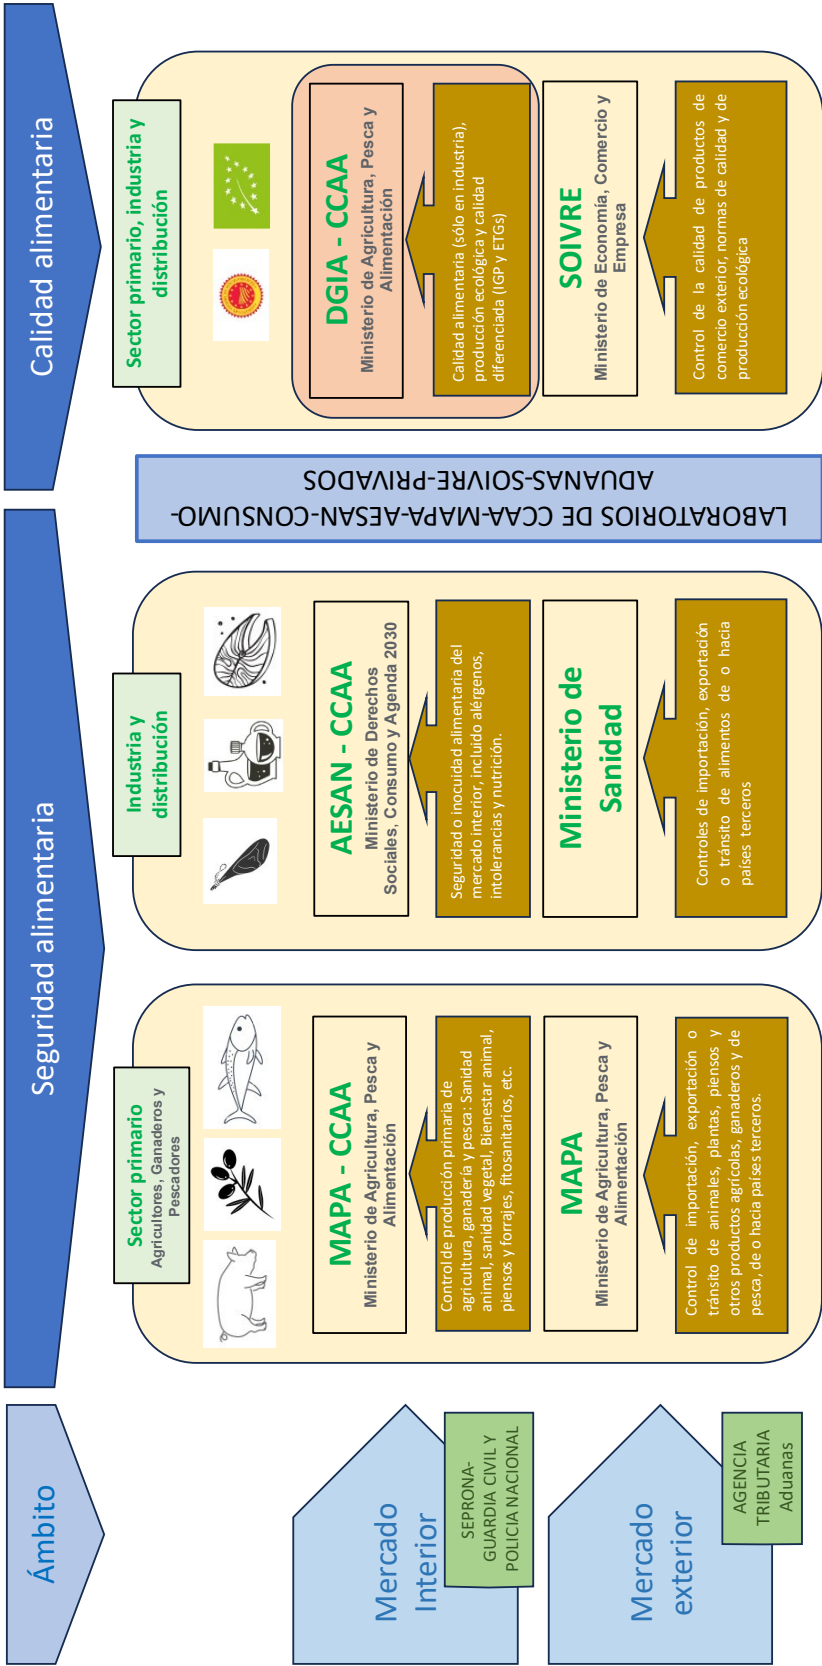 Ámbito
Seguridad alimentaria
Calidad alimentaria
Sector primario
Agricultores, Ganaderos y
Pescadores
Industria y
distribución
Sector primario, industria y
distribución
Mercado
Interior
SEPRONA-
GUARDIA CIVIL Y
POLICIA NACIONAL
MAPA - CCAA
Ministerio de Agricultura, Pesca y
Alimentación
Control de producción primaria de
agricultura, ganadería y pesca: Sanidad
animal, sanidad vegetal, Bienestar animal,
piensos y forrajes, fitosanitarios, etc.
AESAN - CCAA
Ministerio de Derechos
Sociales, Consumo y Agenda 2030
Seguridad o inocuidad alimentaria del
mercado interior, incluido alérgenos,
intolerancias y nutrición.
DGIA - CCAA
Ministerio de Agricultura, Pesca y
Alimentación
Calidad alimentaria (sólo en industria),
producción ecológica y calidad
diferenciada (IGP y ETGs)
Mercado
exterior
AGENCIA
TRIBUTARIA
Aduanas
MAPA
Ministerio de Agricultura, Pesca y
Alimentación
Control de importación, exportación o
tránsito de animales, plantas, piensos y
otros productos agrícolas, ganaderos y de
pesca, de o hacia países terceros.
Ministerio de
Sanidad
Controles de importación, exportación
o tránsito de alimentos de o hacia
países terceros
SOIVRE
Ministerio de Economía, Comercio y
Empresa
Control de la calidad de productos de
comercio exterior, normas de calidad y de
producción ecológica
LABORATORIOS DE CCAA-MAPA-AESAN-CONSUMO-
ADUANAS-SOIVRE-PRIVADOS